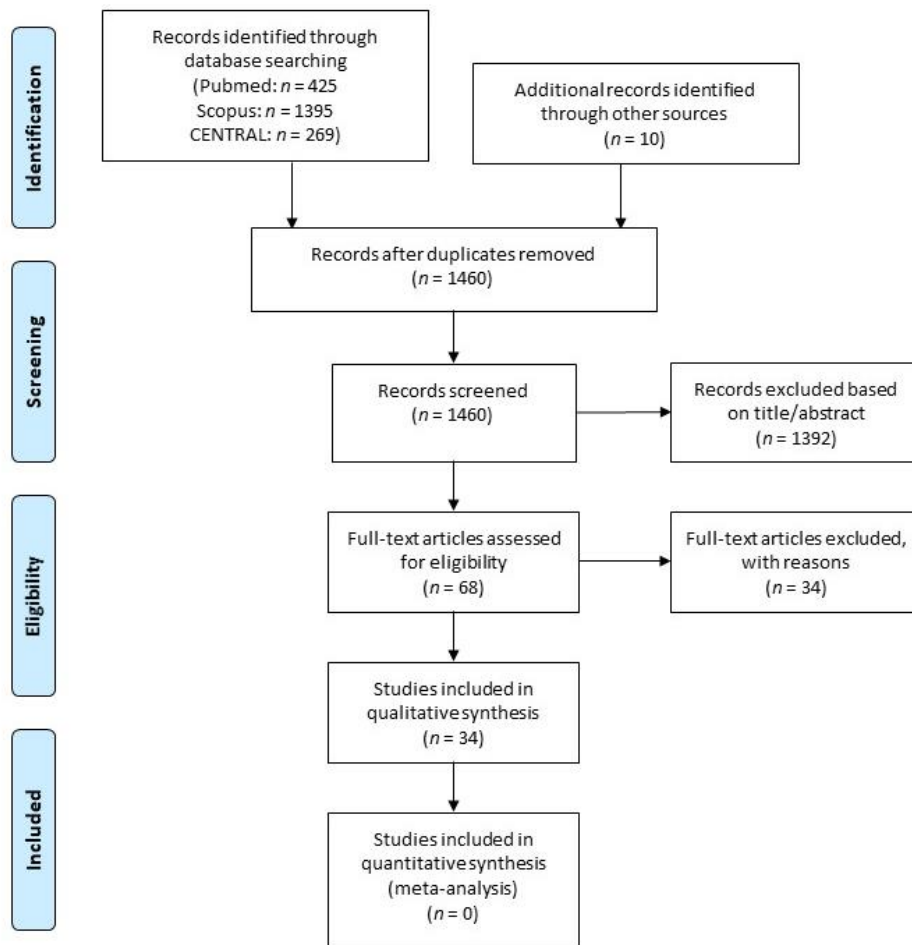 Identification
Records identified through
database searching
(Pubmed: n = 425
Scopus: n = 1395
CENTRAL: n = 269)
Additional records identified
through other sources
(n = 10)
Records after duplicates removed
(n = 1460)
Screening
Records screened
(n = 1460)
Records excluded based
on title/abstract
(n = 1392)
Eligibility
Full-text articles assessed
for eligibility
(n = 68)
Full-text articles excluded,
with reasons
(n = 34)
Studies included in
qualitative synthesis
(n = 34)
Included
Studies included in
quantitative synthesis
(meta-analysis)
(n = 0)